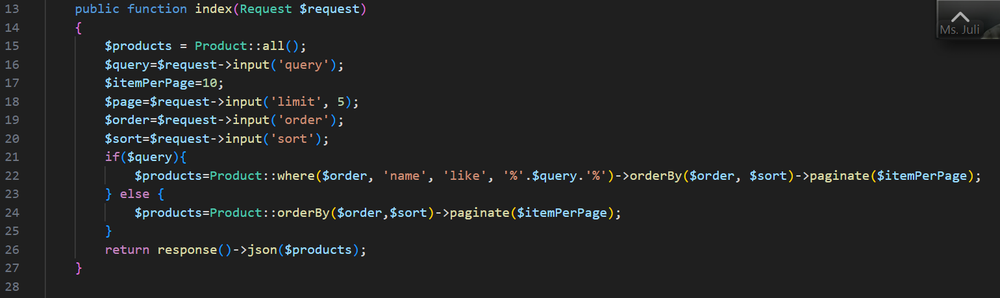 13 public function index(Request $request)
14 {
15 $products = Product::all();
16 $query=$request->input('query');
17 $itemPerPage=10;
18 $page=$request->input('limit', 5);
19 $order=$request->input('order');
20 $sort=$request->input('sort');
21 if($query){
22 $products=Product::where($order, 'name', 'like', '%'.$query.'%')->orderBy($order, $sort)->paginate($itemPerPage);
23 } else {
24 $products=Product::orderBy($order,$sort)->paginate($itemPerPage);
25 }
26 return response()->json($products);
27 }
28
Ms. Juli